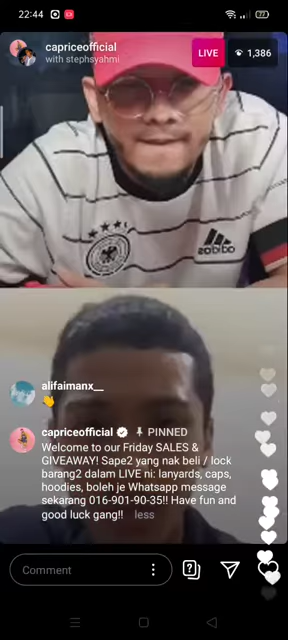 22:44
77
capriceofficial
with stephsyahmi
LIVE
1,386
adidas
alifaimanx__
capriceofficial PINNED
Welcome to our Friday SALES &
GIVEAWAY! Sape2 yang nak beli / lock
barang2 dalam LIVE ni: lanyards, caps,
hoodies, boleh je Whatsapp message
sekarang 016-901-90-35!! Have fun and
good luck gang!! less
Comment